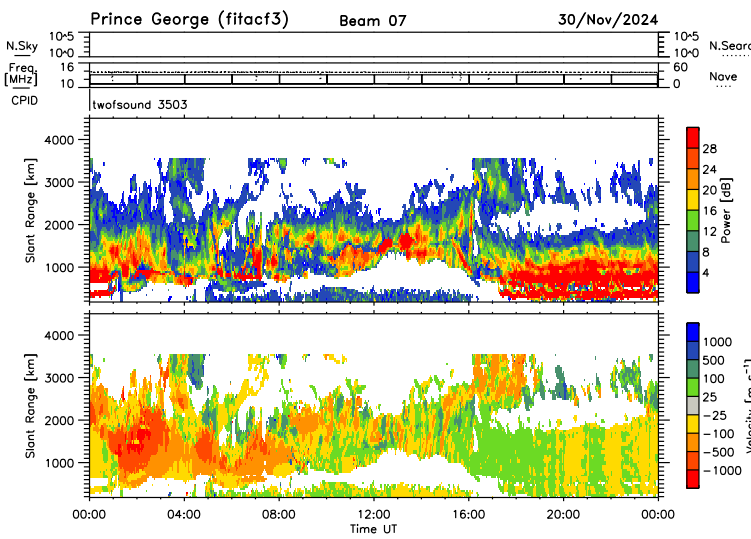 Prince George (fitacf3) Beam 07 30/Nov/2024
N.Sky 10^5 10^0 10^5 10^0 N.Sear
Freq [MHz] 16 10 60 0 Nave
CPID twofsound 3503
Slant Range [km] 4000 3000 2000 1000
28 24 20 16 12 8 4 Power [dB]
Slant Range [km] 4000 3000 2000 1000
1000 500 100 25 -25 -100 -500 -1000 Velocity [m s^-1]
00:00 04:00 08:00 12:00 16:00 20:00 00:00
Time UT